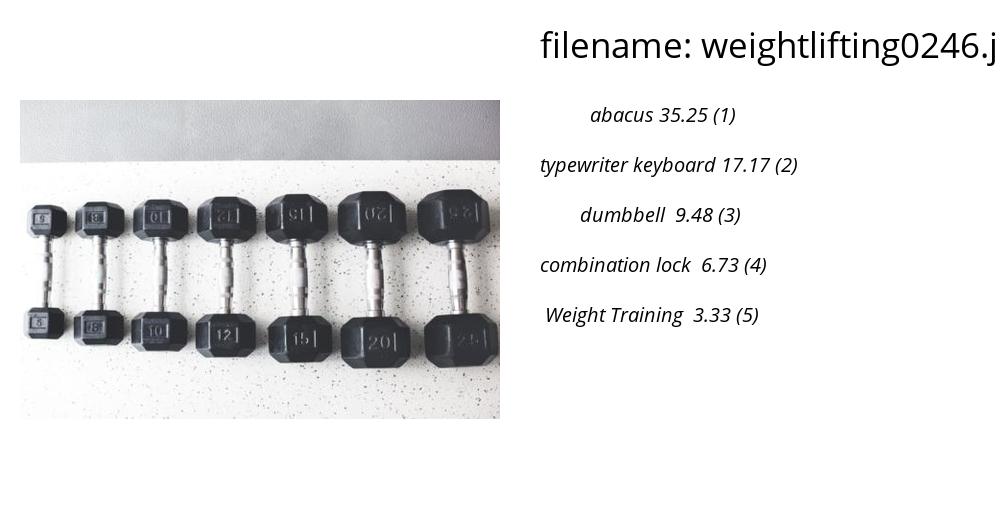 filename: weightlifting0246.j
abacus 35.25 (1)
typewriter keyboard 17.17 (2)
dumbbell 9.48 (3)
combination lock 6.73 (4)
Weight Training 3.33 (5)
5 8 10 12 15 20 25
5 8 10 12 15 20 25